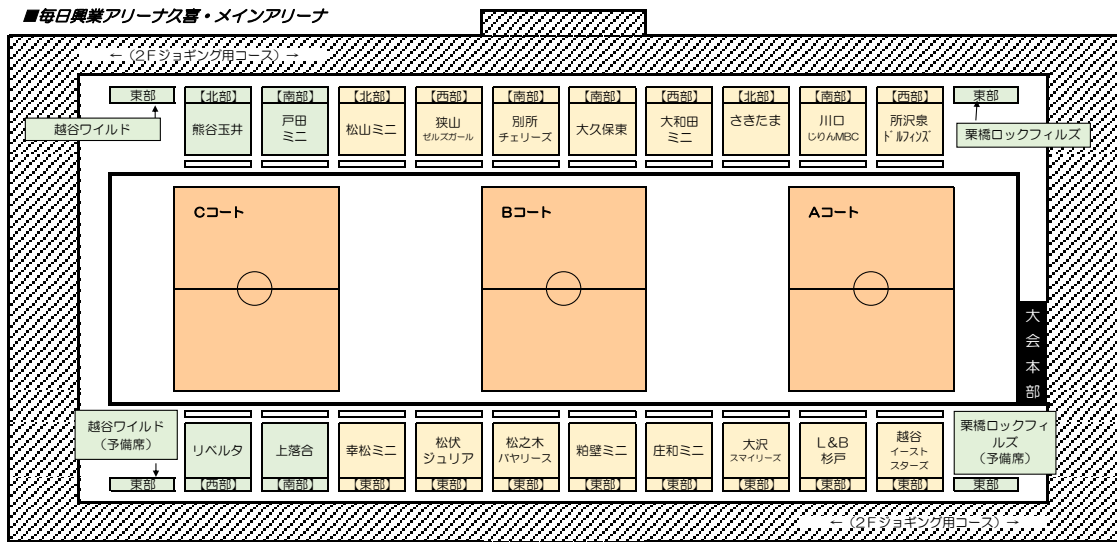 ■毎日興業アリーナ久喜・メインアリーナ
← (2Fジョギング用コース) →
東部
【北部】
【南部】
【北部】
【西部】
【南部】
【南部】
【西部】
【北部】
【南部】
【西部】
東部
越谷ワイルド
熊谷玉井
戸田
ミニ
松山ミニ
狭山
ゼルズガール
別所
チェリーズ
大久保東
大和田
ミニ
さきたま
川口
じりんMBC
所沢泉
ドルフィンズ
栗橋ロックフィルズ
Cコート
Bコート
Aコート
大
会
本
部
越谷ワイルド
(予備席)
リベルタ
上落合
幸松ミニ
松伏
ジュリア
松之木
バヤリース
粕壁ミニ
庄和ミニ
大沢
スマイリーズ
L&B
杉戸
越谷
イースト
スターズ
栗橋ロックフィ
ルズ
(予備席)
東部
【西部】
【南部】
【東部】
【東部】
【東部】
【東部】
【東部】
【東部】
【東部】
【東部】
東部
← (2Fジョギング用コース) →